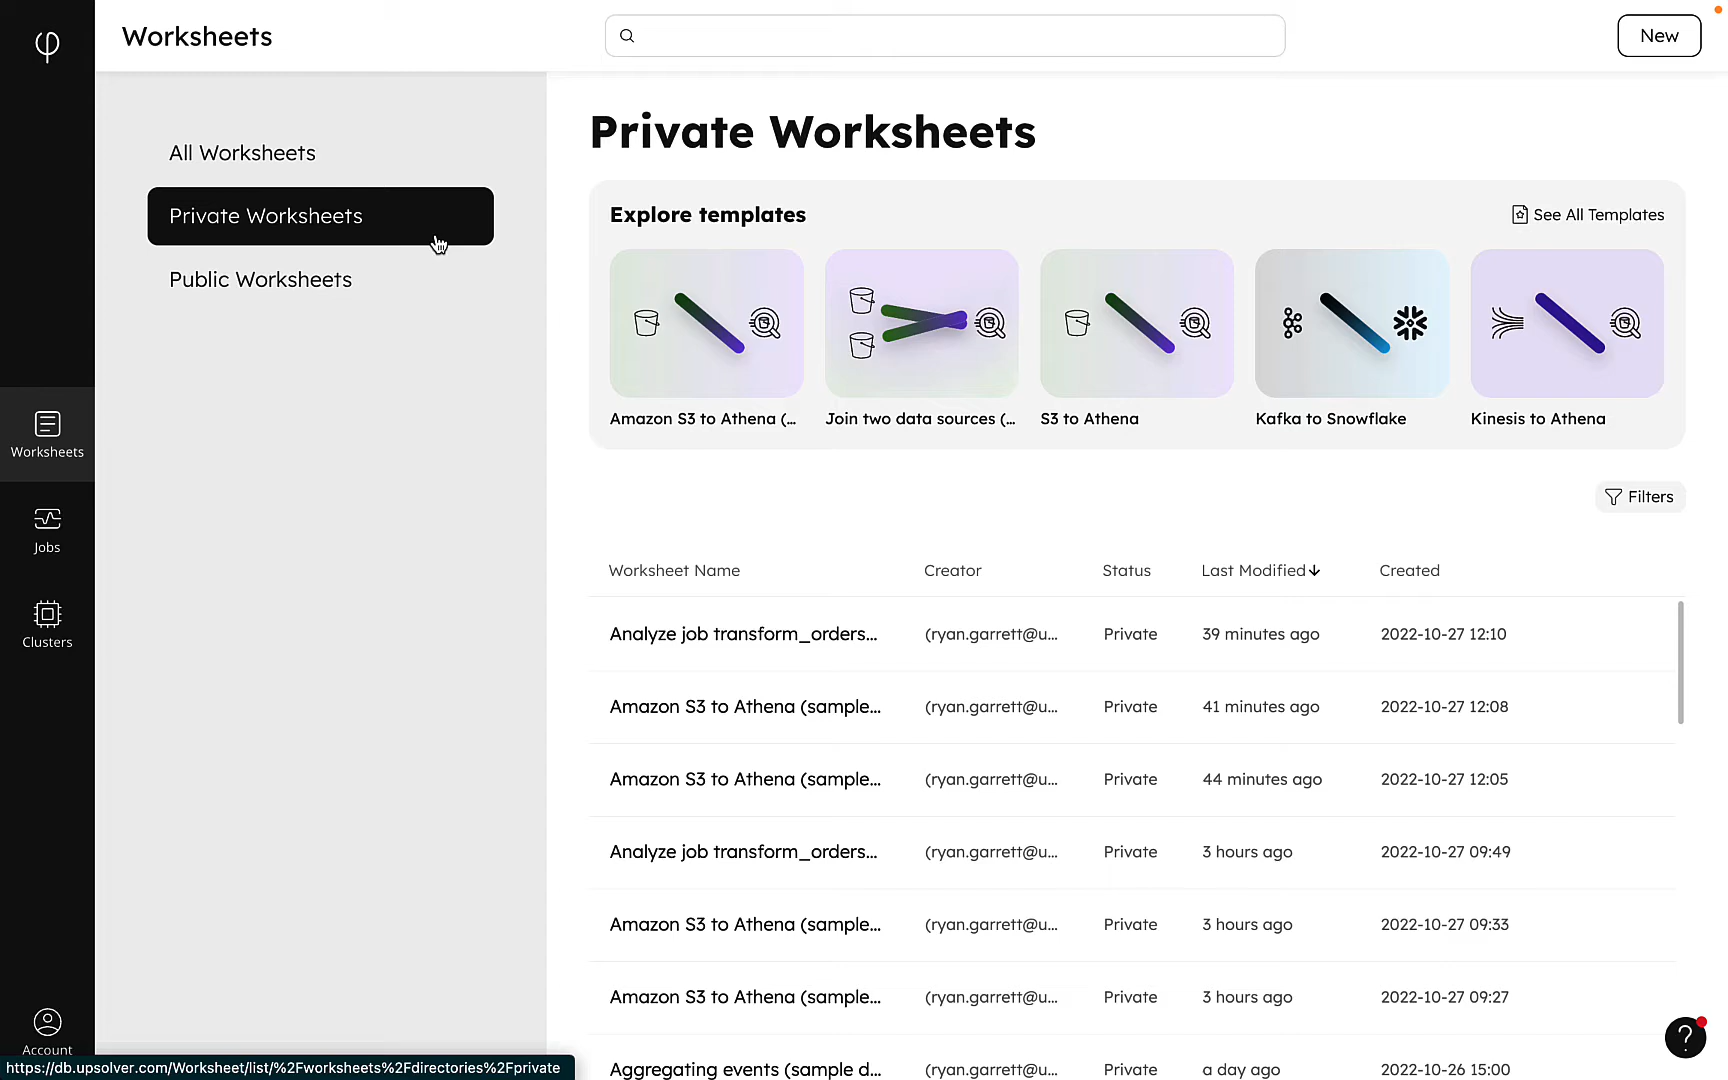 Worksheets
New
All Worksheets
Private Worksheets
Public Worksheets
Worksheets
Jobs
Clusters
Account
Private Worksheets
Explore templates
See All Templates
Amazon S3 to Athena (...
Join two data sources (...
S3 to Athena
Kafka to Snowflake
Kinesis to Athena
Filters
Worksheet Name Creator Status Last Modified Created
Analyze job transform_orders... (ryan.garrett@u... Private 39 minutes ago 2022-10-27 12:10
Amazon S3 to Athena (sample... (ryan.garrett@u... Private 41 minutes ago 2022-10-27 12:08
Amazon S3 to Athena (sample... (ryan.garrett@u... Private 44 minutes ago 2022-10-27 12:05
Analyze job transform_orders... (ryan.garrett@u... Private 3 hours ago 2022-10-27 09:49
Amazon S3 to Athena (sample... (ryan.garrett@u... Private 3 hours ago 2022-10-27 09:33
Amazon S3 to Athena (sample... (ryan.garrett@u... Private 3 hours ago 2022-10-27 09:27
Aggregating events (sample d... (ryan.garrett@u... Private a day ago 2022-10-26 15:00
?
https://db.upsolver.com/Worksheet/list/%2Fworksheets%2Fdirectories%2Fprivate